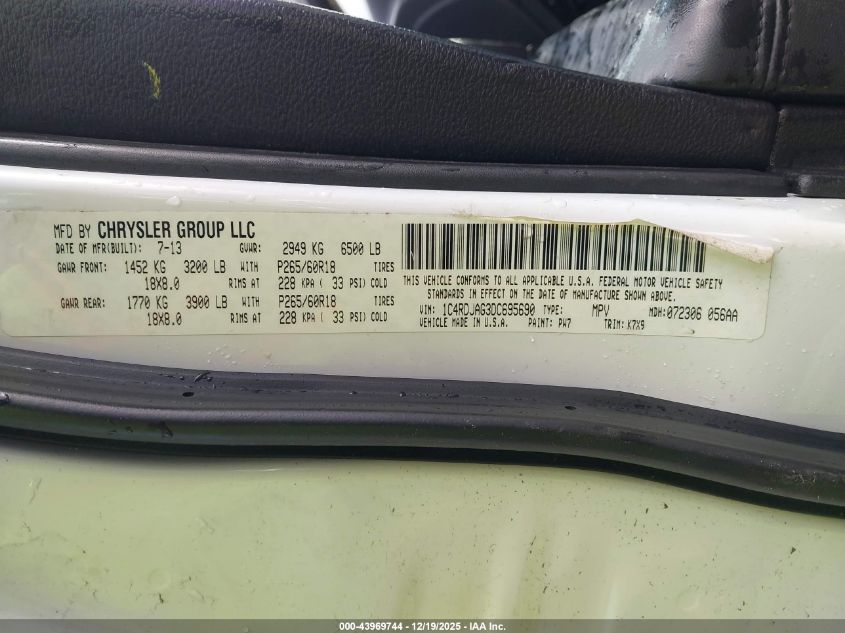 MFD BY CHRYSLER GROUP LLC
DATE OF MFR(BUILT): 7-13 GVWR: 2949 KG 6500 LB
GAWR FRONT: 1452 KG 3200 LB WITH P265/60R18 TIRES
18X8.0 RIMS AT 228 KPA ( 33 PSI) COLD
GAWR REAR: 1770 KG 3900 LB WITH P265/60R18 TIRES
18X8.0 RIMS AT 228 KPA ( 33 PSI) COLD
THIS VEHICLE CONFORMS TO ALL APPLICABLE U.S.A. FEDERAL MOTOR VEHICLE SAFETY
STANDARDS IN EFFECT ON THE DATE OF MANUFACTURE SHOWN ABOVE.
VIN: 1C4RDJAG3DC695690 TYPE: MPV MDH: 072306 056AA
VEHICLE MADE IN U.S.A. PAINT: PW7 TRIM: K7X9
000-43969744 - 12/19/2025 - IAA Inc.